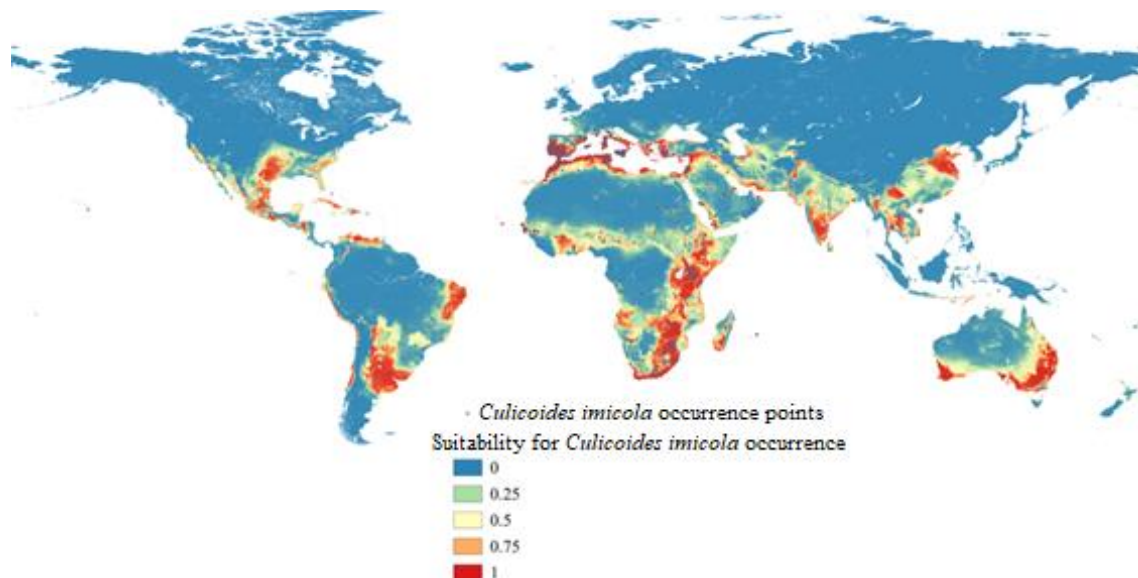 Culicoides imicola occurrence points
Suitability for Culicoides imicola occurrence
0
0.25
0.5
0.75
1